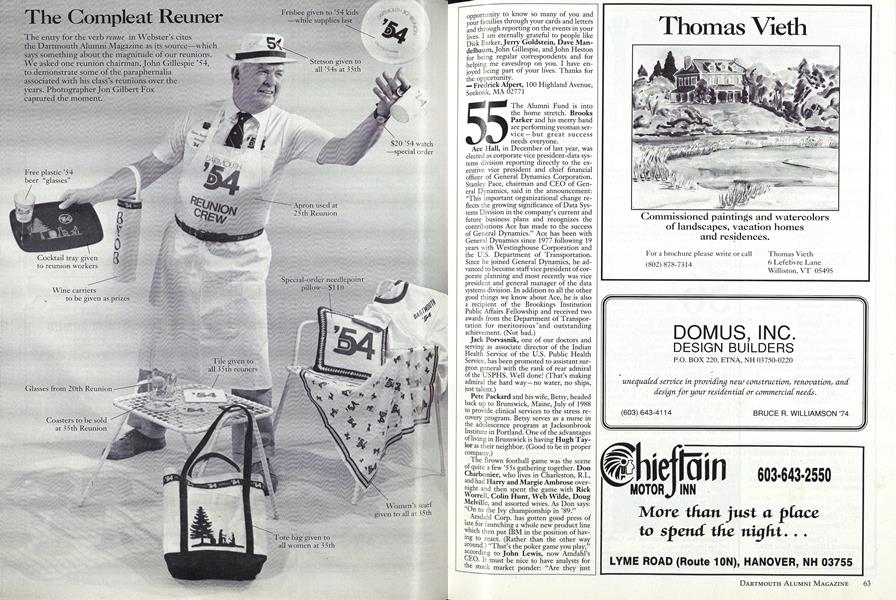 The Compleat Reuner
The entry for the verb reune in Webster's cites
the Dartmouth Alumni Magazine as its source—which
says something about the magnitude of our reunions.
We asked one reunion chairman, John Gillespie '54,
to demonstrate some of the paraphernalia
associated with his class's reunions over the
years. Photographer Jon Gilbert Fox
captured the moment.
Frisbee given to '54 kids
—while supplies last
'54
Stetson given to
all '54s at 35th
$20 '54 watch
—special order
Free plastic '54
beer "glasses"
DARTMOUTH
'54
REUNION
CREW
Apron used at
25th Reunion
BYOB
Cocktail tray given
to reunion workers
Wine carriers
to be given as prizes
Special-order needlepoint
pillow—$110
DARTMOUTH
'54
'54
Tile given to
all 35th reuners
Glasses from 20th Reunion
Coasters to be sold
at 35th Reunion
Women's scarf
given to all at 35th
Tote bag given to
all women at 35th
opportunity to know so many of you and
your families through your cards and letters
and through reporting on the events in your
lives. I am eternally grateful to people like
Dick Barker, Jerry Goldstein, Dave Man-
delbaum, John Gillespie, and John Heston
for being regular correspondents and for
helping me eavesdrop on you. I have en-
joyed being part of your lives. Thanks for
the opportunity.
— Fredrick Alpert, 100 Highland Avenue,
Seekonk, MA 02771
55
The Alumni Fund is into
the home stretch. Brooks
Parker and his merry band
are performing yeoman ser-
vice—but great success
needs everyone.
Ace Hall, in December of last year, was
elected as corporate vice president-data sys-
tems division reporting directly to the ex-
ecutive vice president and chief financial
officer of General Dynamics Corporation.
Stanley Pace, chairman and CEO of Gen-
eral Dynamics, said in the announcement:
"This important organizational change re-
flects the growing significance of Data Sys-
tems Division in the company's current and
future business plans and recognizes the
contributions Ace has made to the success
of General Dynamics." Ace has been with
General Dynamics since 1977 following 19
years with Westinghouse Corporation and
the U.S. Department of Transportation.
Since he joined General Dynamics, he ad-
vanced to become staff vice president of cor-
porate planning and most recently was vice
president and general manager of the data
systems division. In addition to all the other
good things we know about Ace, he is also
a recipient of the Brookings Institution
Public Affairs Fellowship and received two
awards from the Department of Transpor-
tation for meritorious and outstanding
achievement. (Not bad.)
Jack Porvasnik, one of our doctors and
serving as associate director of the Indian
Health Service of the U.S. Public Health
Service, has been promoted to assistant sur-
geon general with the rank of rear admiral
of the USPHS. Well done! (That's making
admiral the hard way—no water, no ships,
just talent.)
Pete Packard and his wife, Betsy, headed
back up to Brunswick, Maine, July of 1988
to provide clinical services to the stress re-
covery program. Betsy serves as a nurse in
the adolescence program at Jacksonbrook
Institute in Portland. One of the advantages
of living in Brunswick is having Hugh Tay-
lor as their neighbor. (Good to be in proper
company.)
The Brown football game was the scene
of quite a few '55s gathering together. Don
Charbonier, who lives in Charleston, R.I.,
and had Harry and Margie Ambrose over-
night and then spent the game with Rick
Worrell, Colin Hunt, Web Wilde, Doug
Melville, and assorted wives. As Don says:
"On to the Ivy championship in '89."
Amdahl Corp. has gotten good press of
late for launching a whole new product line
which then put IBM in the position of hav-
ing to react. (Rather than the other way
around.) "That's the poker game you play,"
according to John Lewis, now Amdahl's
CEO. It must be nice to have analysts for
the stock market ponder: "Are they just
Thomas Vieth
Commissioned paintings and watercolors
of landscapes, vacation homes
and residences.
For a brochure please write or call
(802) 878-7314
Thomas Vieth
6 Lefebvre Lane
Williston, VT 05495
DOMUS, INC.
DESIGN BUILDERS
P.O. BOX 220, ETNA, NH 03750-0220
unequaled service in providing new construction, renovation, and
design for your residential or commercial needs.
(603) 643-4114
BRUCE R. WILLIAMSON '74
Chieftain
MOTOR INN
603-643-2550
More than just a place
to spend the night...
LYME ROAD (Route 10N), HANOVER, NH 03755
DARTMOUTH ALUMNI MAGAZINE 63